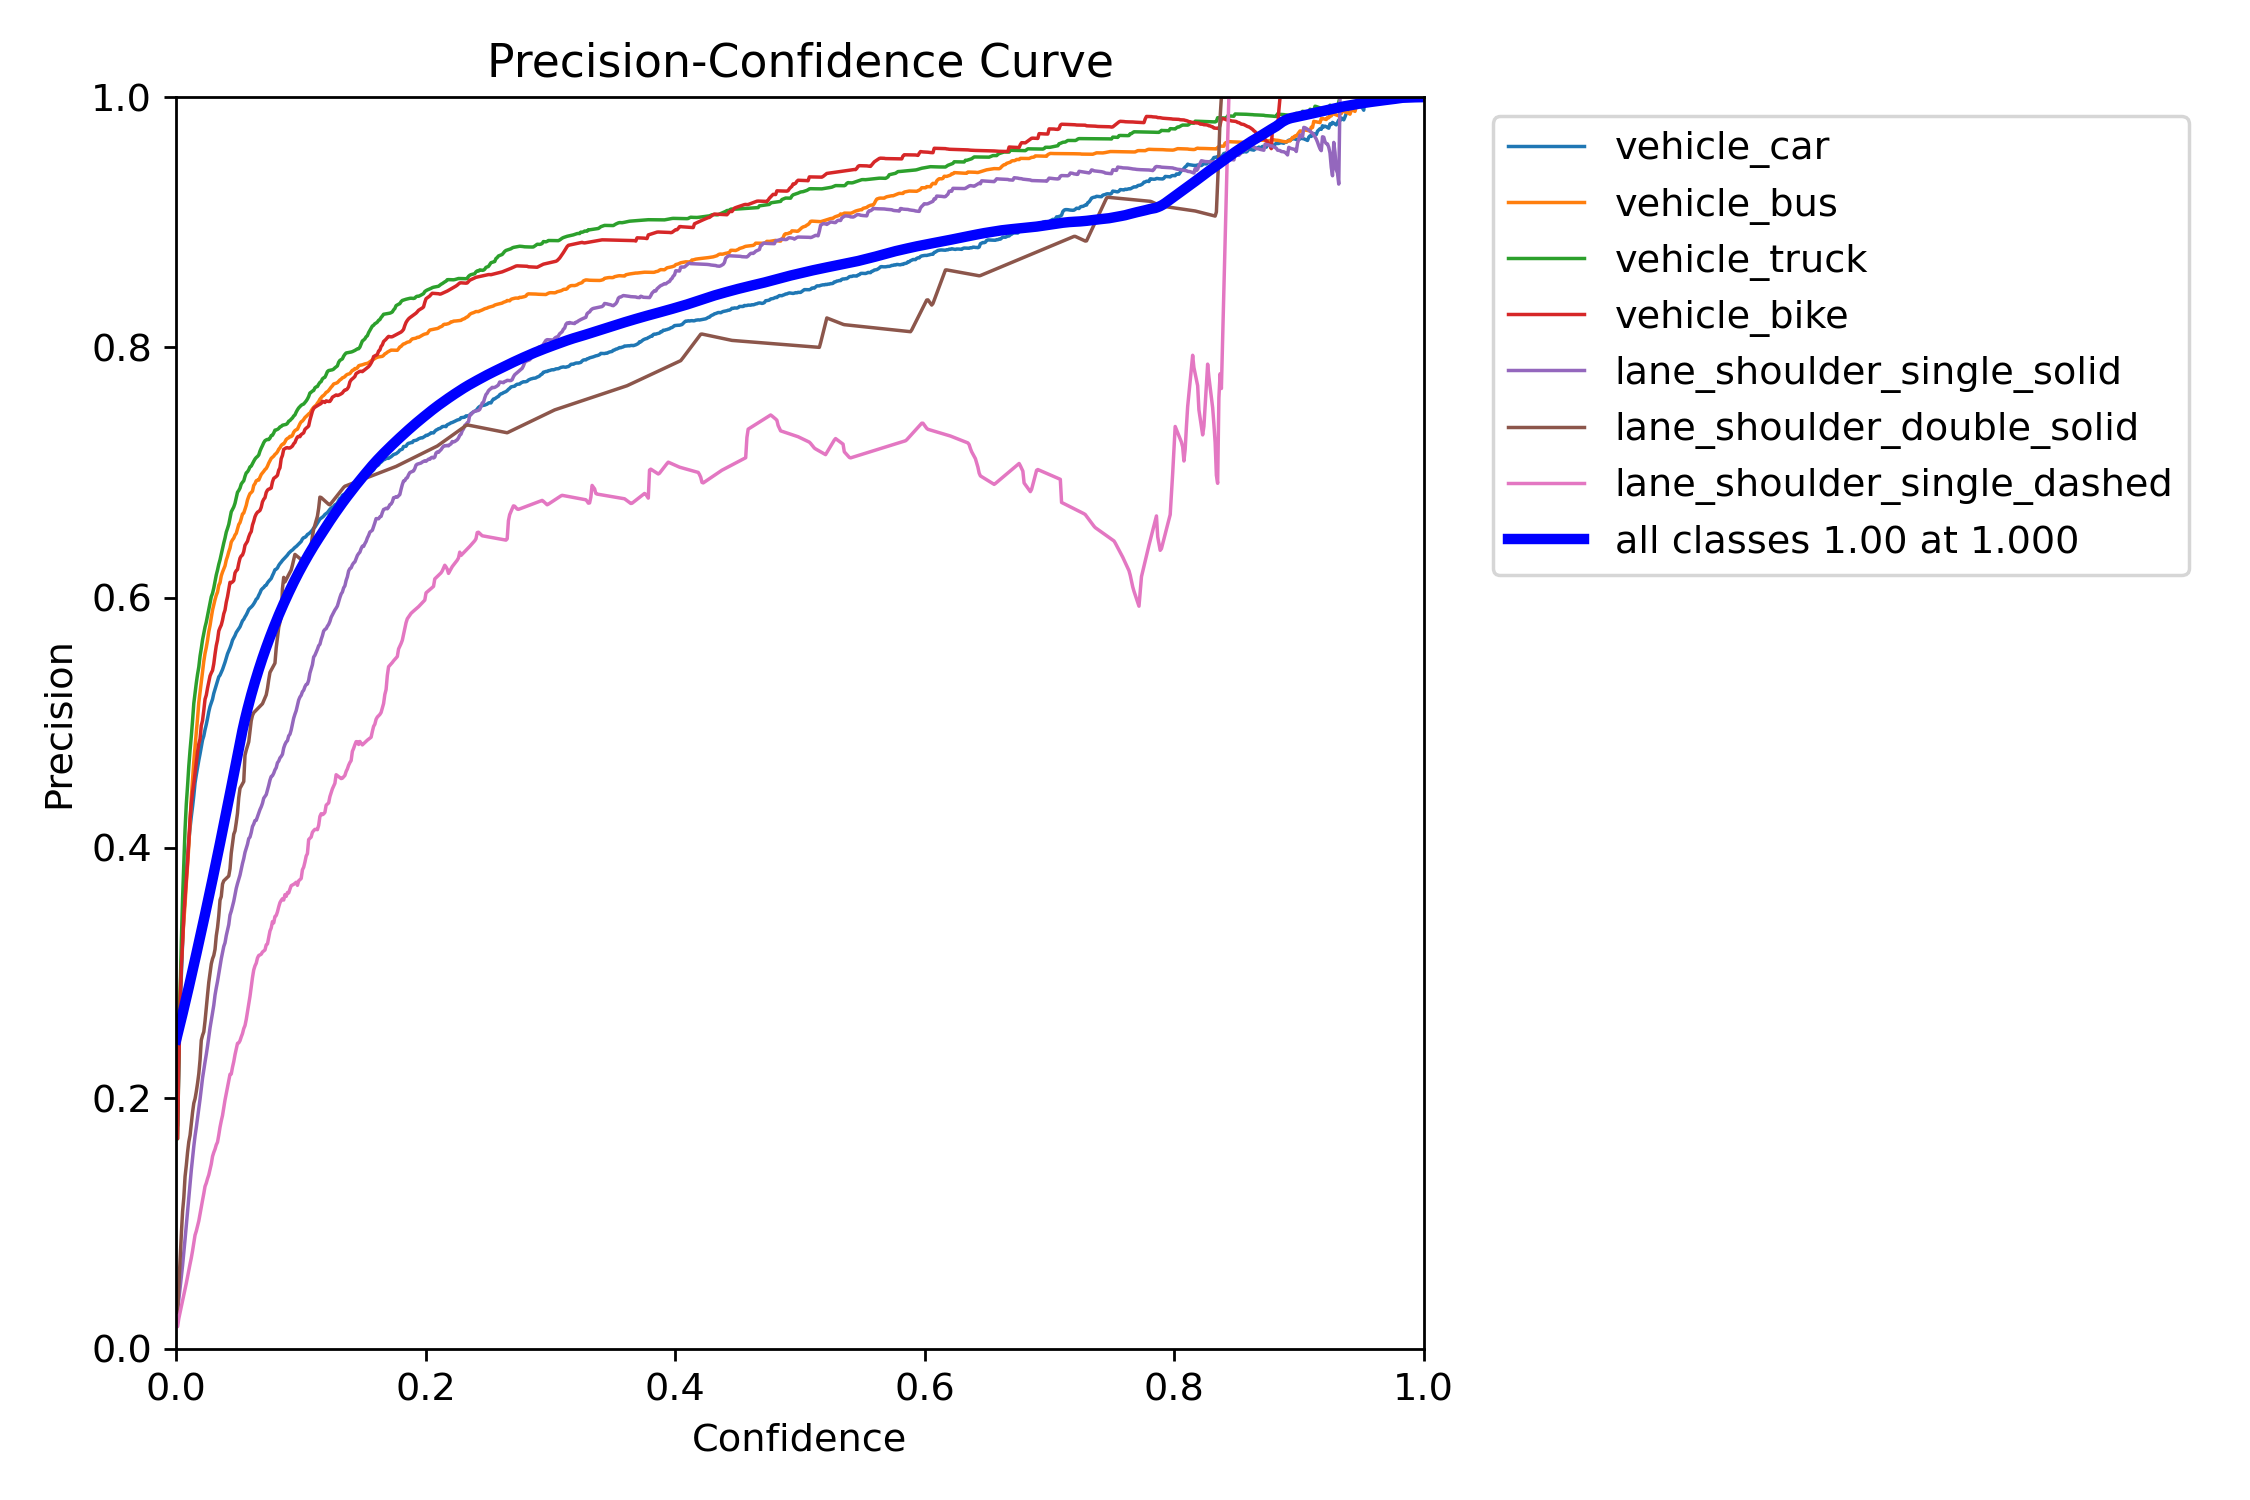 Precision-Confidence Curve
1.0
0.8
0.6
0.4
0.2
0.0
Precision
0.0 0.2 0.4 0.6 0.8 1.0
Confidence
vehicle_car
vehicle_bus
vehicle_truck
vehicle_bike
lane_shoulder_single_solid
lane_shoulder_double_solid
lane_shoulder_single_dashed
all classes 1.00 at 1.000